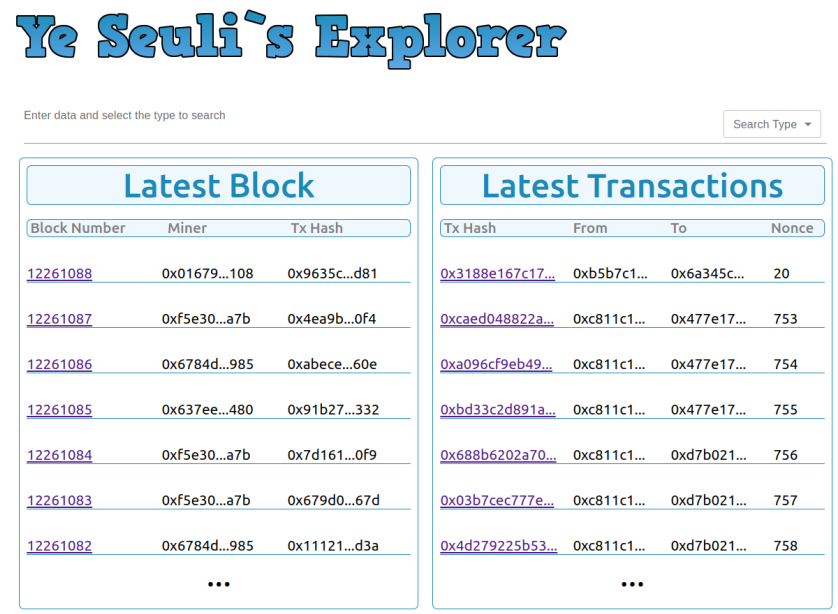 Ye Seuli`s Explorer
Enter data and select the type to search
Search Type
Latest Block
Block Number Miner Tx Hash
12261088 0x01679...108 0x9635c...d81
12261087 0xf5e30...a7b 0x4ea9b...0f4
12261086 0x6784d...985 0xabece...60e
12261085 0x637ee...480 0x91b27...332
12261084 0xf5e30...a7b 0x7d161...0f9
12261083 0xf5e30...a7b 0x679d0...67d
12261082 0x6784d...985 0x11121...d3a
...
Latest Transactions
Tx Hash From To Nonce
0x3188e167c17... 0xb5b7c1... 0x6a345c... 20
0xcaed048822a... 0xc811c1... 0x477e17... 753
0xa096cf9eb49... 0xc811c1... 0x477e17... 754
0xbd33c2d891a... 0xc811c1... 0x477e17... 755
0x688b6202a70... 0xc811c1... 0xd7b021... 756
0x03b7cec777e... 0xc811c1... 0xd7b021... 757
0x4d279225b53... 0xc811c1... 0xd7b021... 758
...